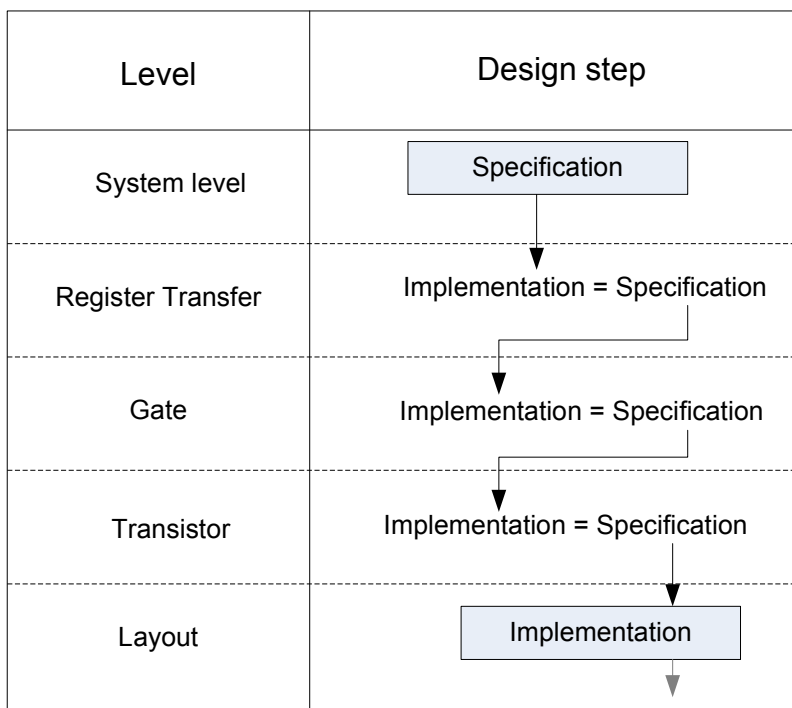 Level
Design step
System level
Specification
Register Transfer
Implementation = Specification
Gate
Implementation = Specification
Transistor
Implementation = Specification
Layout
Implementation